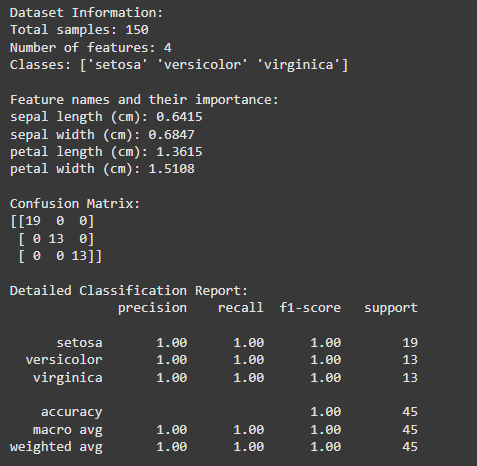 Dataset Information:
Total samples: 150
Number of features: 4
Classes: ['setosa' 'versicolor' 'virginica']

Feature names and their importance:
sepal length (cm): 0.6415
sepal width (cm): 0.6847
petal length (cm): 1.3615
petal width (cm): 1.5108

Confusion Matrix:
[[19  0  0]
 [ 0 13  0]
 [ 0  0 13]]

Detailed Classification Report:
              precision    recall  f1-score   support

      setosa       1.00      1.00      1.00        19
  versicolor       1.00      1.00      1.00        13
   virginica       1.00      1.00      1.00        13

    accuracy                           1.00        45
   macro avg       1.00      1.00      1.00        45
weighted avg       1.00      1.00      1.00        45